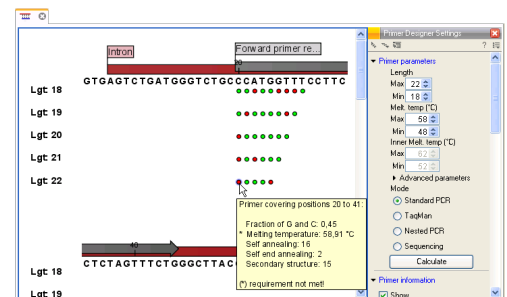 Primer Designer Settings
Intron
Forward primer re...
20
GTGAGTCTGATGGGTCTGCCCATGGTTTCCTTC
Lgt 18
Lgt 19
Lgt 20
Lgt 21
Lgt 22
Primer covering positions 20 to 41:
Fraction of G and C: 0,45
* Melting temperature: 58,91 °C
Self annealing: 16
Self end annealing: 2
Secondary structure: 15
(*) requirement not met!
40
CTCTAGTTTCTGGGCTTAC
Lgt 18
Lgt 19
?
Primer parameters
Length
Max 22
Min 18
Melt. temp (°C)
Max 58
Min 48
Inner Melt. temp (°C)
Max 62
Min 52
Advanced parameters
Mode
Standard PCR
TaqMan
Nested PCR
Sequencing
Calculate
Primer information
Show